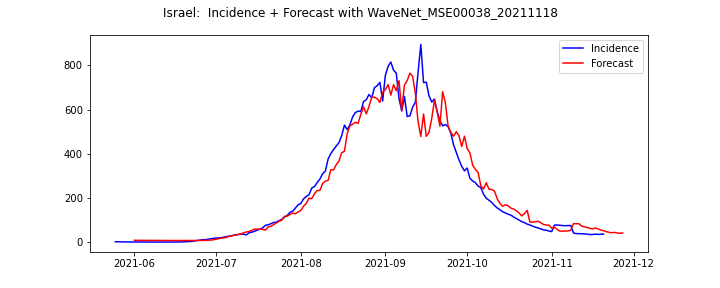 Israel:  Incidence + Forecast with WaveNet_MSE00038_20211118
Incidence
Forecast
800
600
400
200
0
2021-06 2021-07 2021-08 2021-09 2021-10 2021-11 2021-12